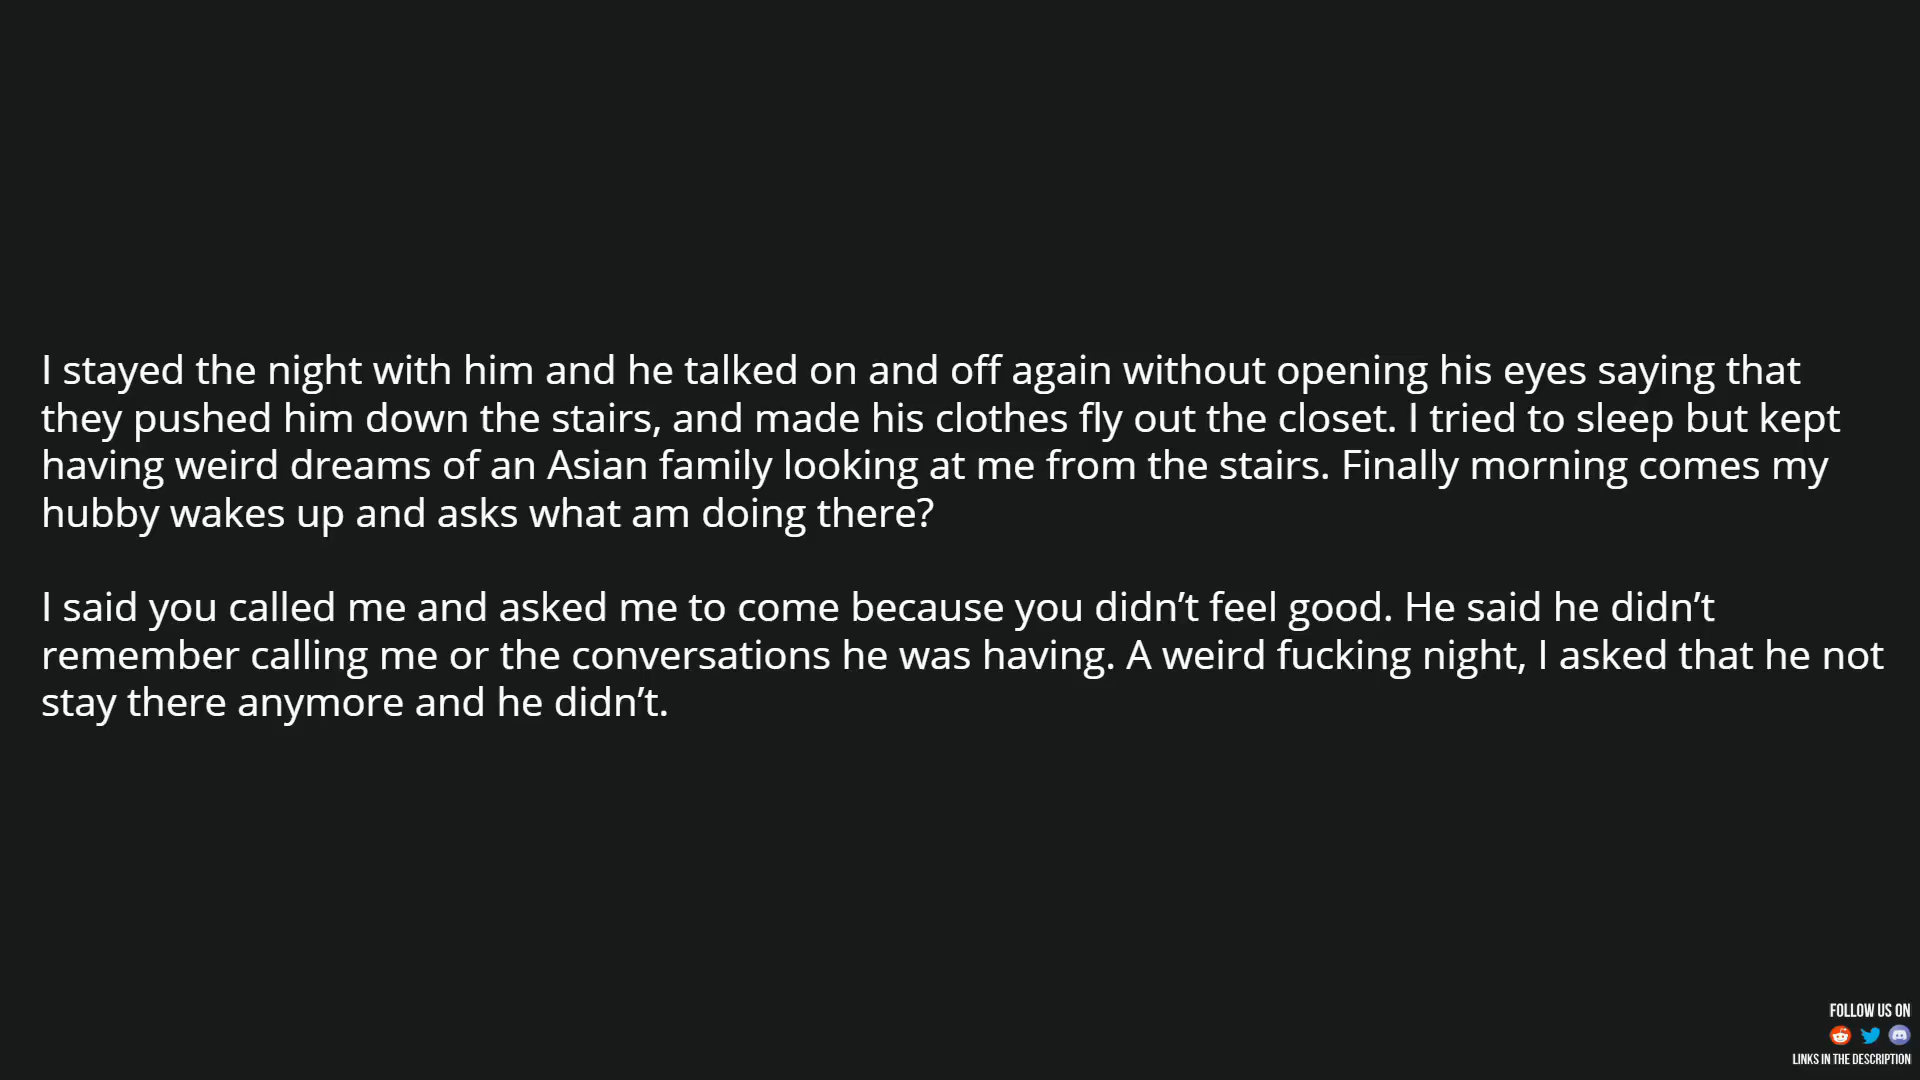 I stayed the night with him and he talked on and off again without opening his eyes saying that
they pushed him down the stairs, and made his clothes fly out the closet. I tried to sleep but kept
having weird dreams of an Asian family looking at me from the stairs. Finally morning comes my
hubby wakes up and asks what am doing there?
I said you called me and asked me to come because you didn’t feel good. He said he didn’t
remember calling me or the conversations he was having. A weird fucking night, I asked that he not
stay there anymore and he didn’t.
FOLLOW US ON
LINKS IN THE DESCRIPTION